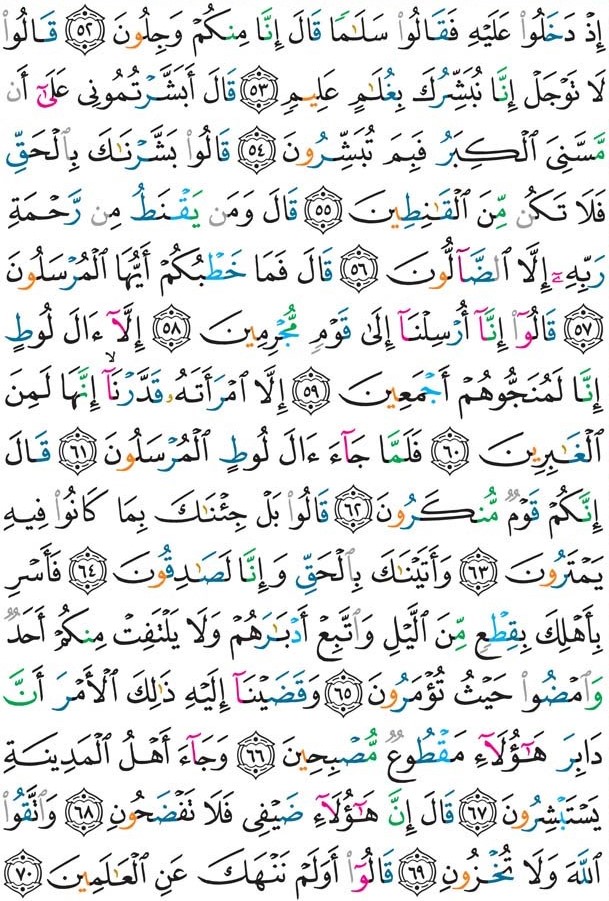 إِذْ دَخَلُوا۟ عَلَيْهِ فَقَالُوا۟ سَلَـٰمًا قَالَ إِنَّا مِنكُمْ وَجِلُونَ ۝٥٢ قَالُوا۟
لَا تَوْجَلْ إِنَّا نُبَشِّرُكَ بِغُلَـٰمٍ عَلِيمٍ ۝٥٣ قَالَ أَبَشَّرْتُمُونِى عَلَىٰٓ أَن
مَّسَّنِىَ ٱلْكِبَرُ فَبِمَ تُبَشِّرُونَ ۝٥٤ قَالُوا۟ بَشَّرْنَـٰكَ بِٱلْحَقِّ
فَلَا تَكُن مِّنَ ٱلْقَـٰنِطِينَ ۝٥٥ قَالَ وَمَن يَقْنَطُ مِن رَّحْمَةِ
رَبِّهِۦٓ إِلَّا ٱلضَّآلُّونَ ۝٥٦ قَالَ فَمَا خَطْبُكُمْ أَيُّهَا ٱلْمُرْسَلُونَ
۝٥٧ قَالُوٓا۟ إِنَّآ أُرْسِلْنَآ إِلَىٰ قَوْمٍ مُّجْرِمِينَ ۝٥٨ إِلَّآ ءَالَ لُوطٍ
إِنَّا لَمُنَجُّوهُمْ أَجْمَعِينَ ۝٥٩ إِلَّا ٱمْرَأَتَهُۥ قَدَّرْنَآ ۙ إِنَّهَا لَمِنَ
ٱلْغَـٰبِرِينَ ۝٦٠ فَلَمَّا جَآءَ ءَالَ لُوطٍ ٱلْمُرْسَلُونَ ۝٦١ قَالَ
إِنَّكُمْ قَوْمٌ مُّنكَرُونَ ۝٦٢ قَالُوا۟ بَلْ جِئْنَـٰكَ بِمَا كَانُوا۟ فِيهِ
يَمْتَرُونَ ۝٦٣ وَأَتَيْنَـٰكَ بِٱلْحَقِّ وَإِنَّا لَصَـٰدِقُونَ ۝٦٤ فَأَسْرِ
بِأَهْلِكَ بِقِطْعٍ مِّنَ ٱلَّيْلِ وَٱتَّبِعْ أَدْبَـٰرَهُمْ وَلَا يَلْتَفِتْ مِنكُمْ أَحَدٌ
وَٱمْضُوا۟ حَيْثُ تُؤْمَرُونَ ۝٦٥ وَقَضَيْنَآ إِلَيْهِ ذَٰلِكَ ٱلْأَمْرَ أَنَّ
دَابِرَ هَـٰٓؤُلَآءِ مَقْطُوعٌ مُّصْبِحِينَ ۝٦٦ وَجَآءَ أَهْلُ ٱلْمَدِينَةِ
يَسْتَبْشِرُونَ ۝٦٧ قَالَ إِنَّ هَـٰٓؤُلَآءِ ضَيْفِى فَلَا تَفْضَحُونِ ۝٦٨ وَٱتَّقُوا۟
ٱللَّهَ وَلَا تُخْزُونِ ۝٦٩ قَالُوٓا۟ أَوَلَمْ نَنْهَكَ عَنِ ٱلْعَـٰلَمِينَ ۝٧٠